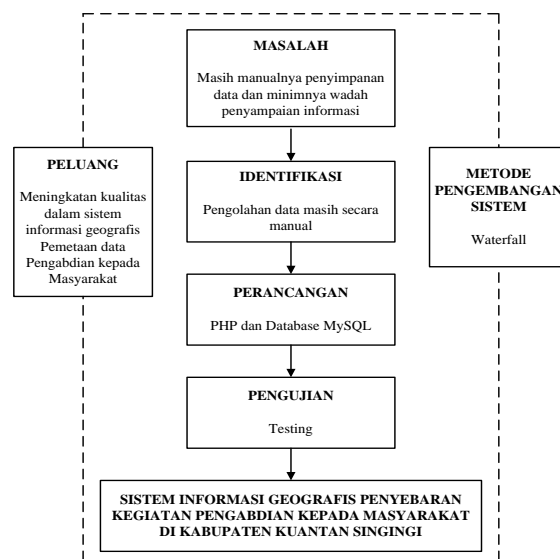 MASALAH
Masih manualnya penyimpanan
data dan minimnya wadah
penyampaian informasi
PELUANG
Meningkatan kualitas
dalam sistem
informasi geografis
Pemetaan data
Pengabdian kepada
Masyarakat
IDENTIFIKASI
Pengolahan data masih secara
manual
METODE
PENGEMBANGAN
SISTEM
Waterfall
PERANCANGAN
PHP dan Database MySQL
PENGUJIAN
Testing
SISTEM INFORMASI GEOGRAFIS PENYEBARAN
KEGIATAN PENGABDIAN KEPADA MASYARAKAT
DI KABUPATEN KUANTAN SINGINGI